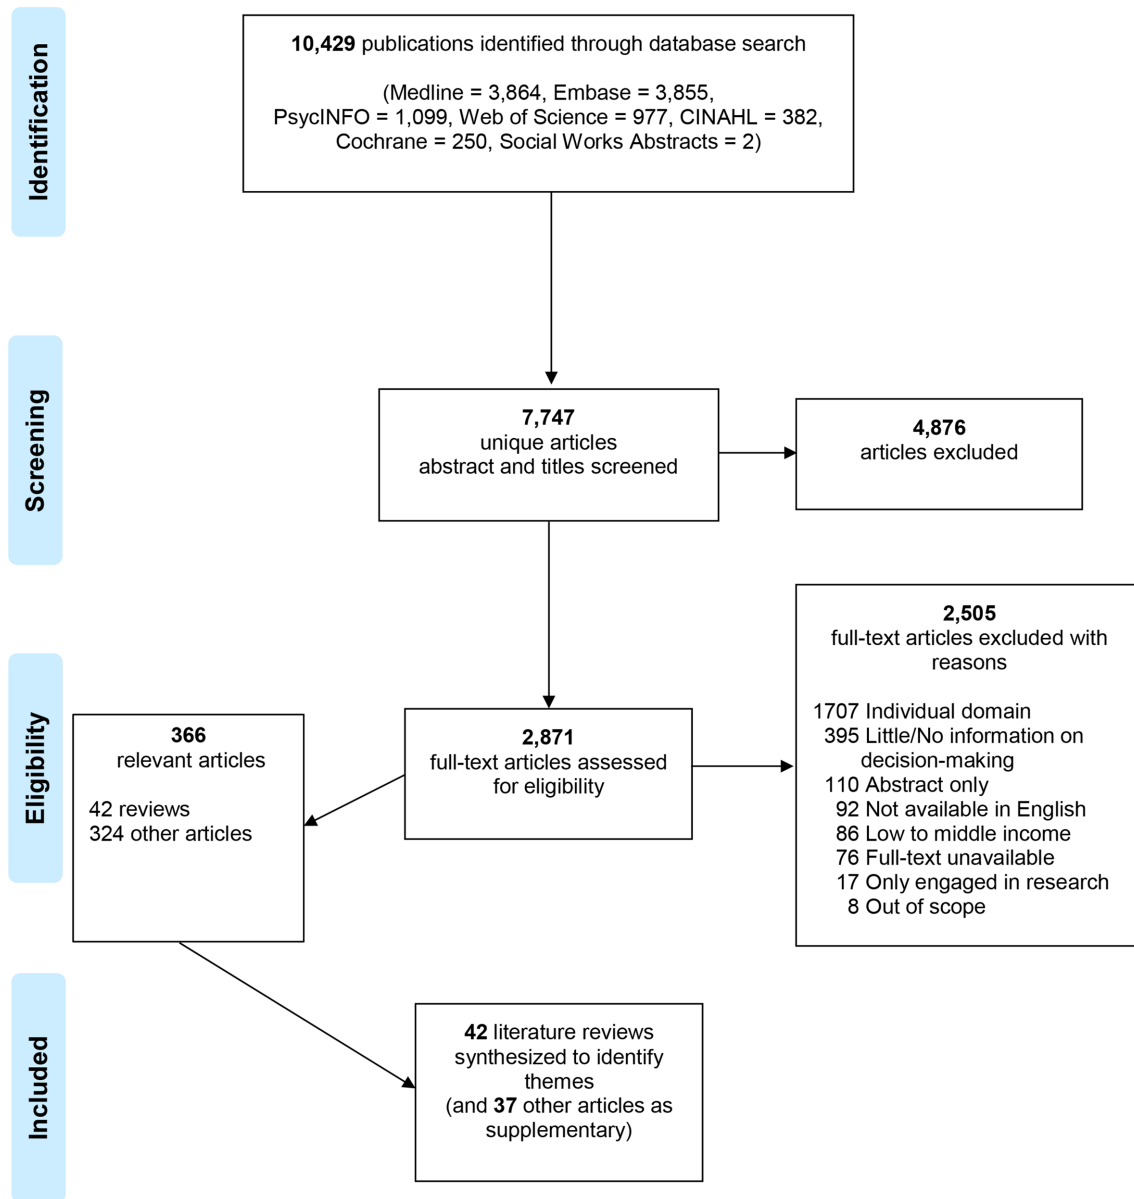 Identification
10,429 publications identified through database search
(Medline = 3,864, Embase = 3,855,
PsycINFO = 1,099, Web of Science = 977, CINAHL = 382,
Cochrane = 250, Social Works Abstracts = 2)
Screening
7,747
unique articles
abstract and titles screened
4,876
articles excluded
Eligibility
366
relevant articles
42 reviews
324 other articles
2,871
full-text articles assessed
for eligibility
2,505
full-text articles excluded with
reasons
1707 Individual domain
395 Little/No information on
decision-making
110 Abstract only
92 Not available in English
86 Low to middle income
76 Full-text unavailable
17 Only engaged in research
8 Out of scope
Included
42 literature reviews
synthesized to identify
themes
(and 37 other articles as
supplementary)